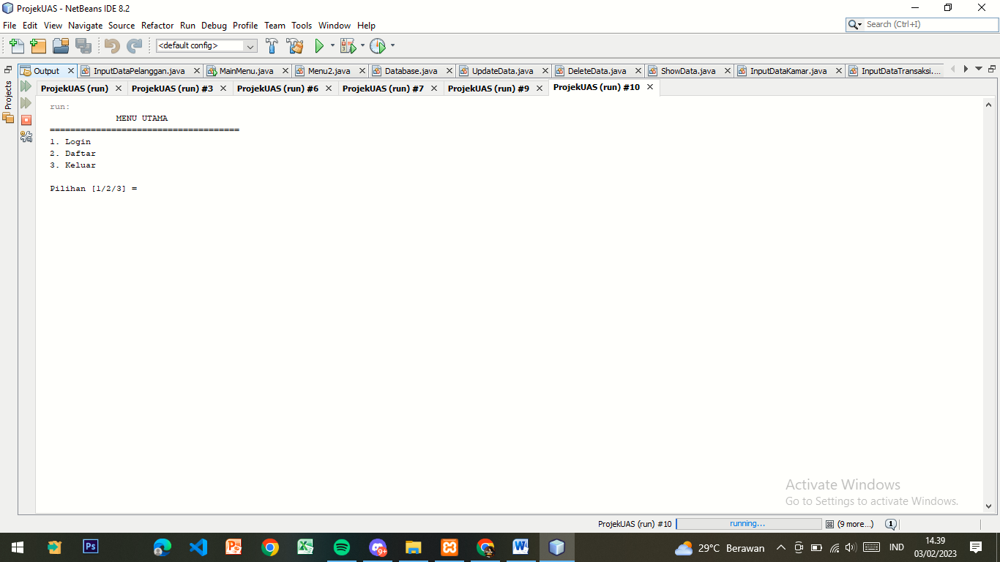 ProjekUAS - NetBeans IDE 8.2
File Edit View Navigate Source Refactor Run Debug Profile Team Tools Window Help
Search (Ctrl+I)
<default config>
Output InputDataPelanggan.java MainMenu.java Menu2.java Database.java UpdateData.java DeleteData.java ShowData.java InputDataKamar.java InputDataTransaksi....
Projects
ProjekUAS (run) ProjekUAS (run) #3 ProjekUAS (run) #6 ProjekUAS (run) #7 ProjekUAS (run) #9 ProjekUAS (run) #10
run:
MENU UTAMA
=====================================
1. Login
2. Daftar
3. Keluar
Pilihan [1/2/3] =
Activate Windows
Go to Settings to activate Windows.
ProjekUAS (run) #10 running... (9 more...) 1
Ps 9+ 29°C Berawan IND 14.39
03/02/2023